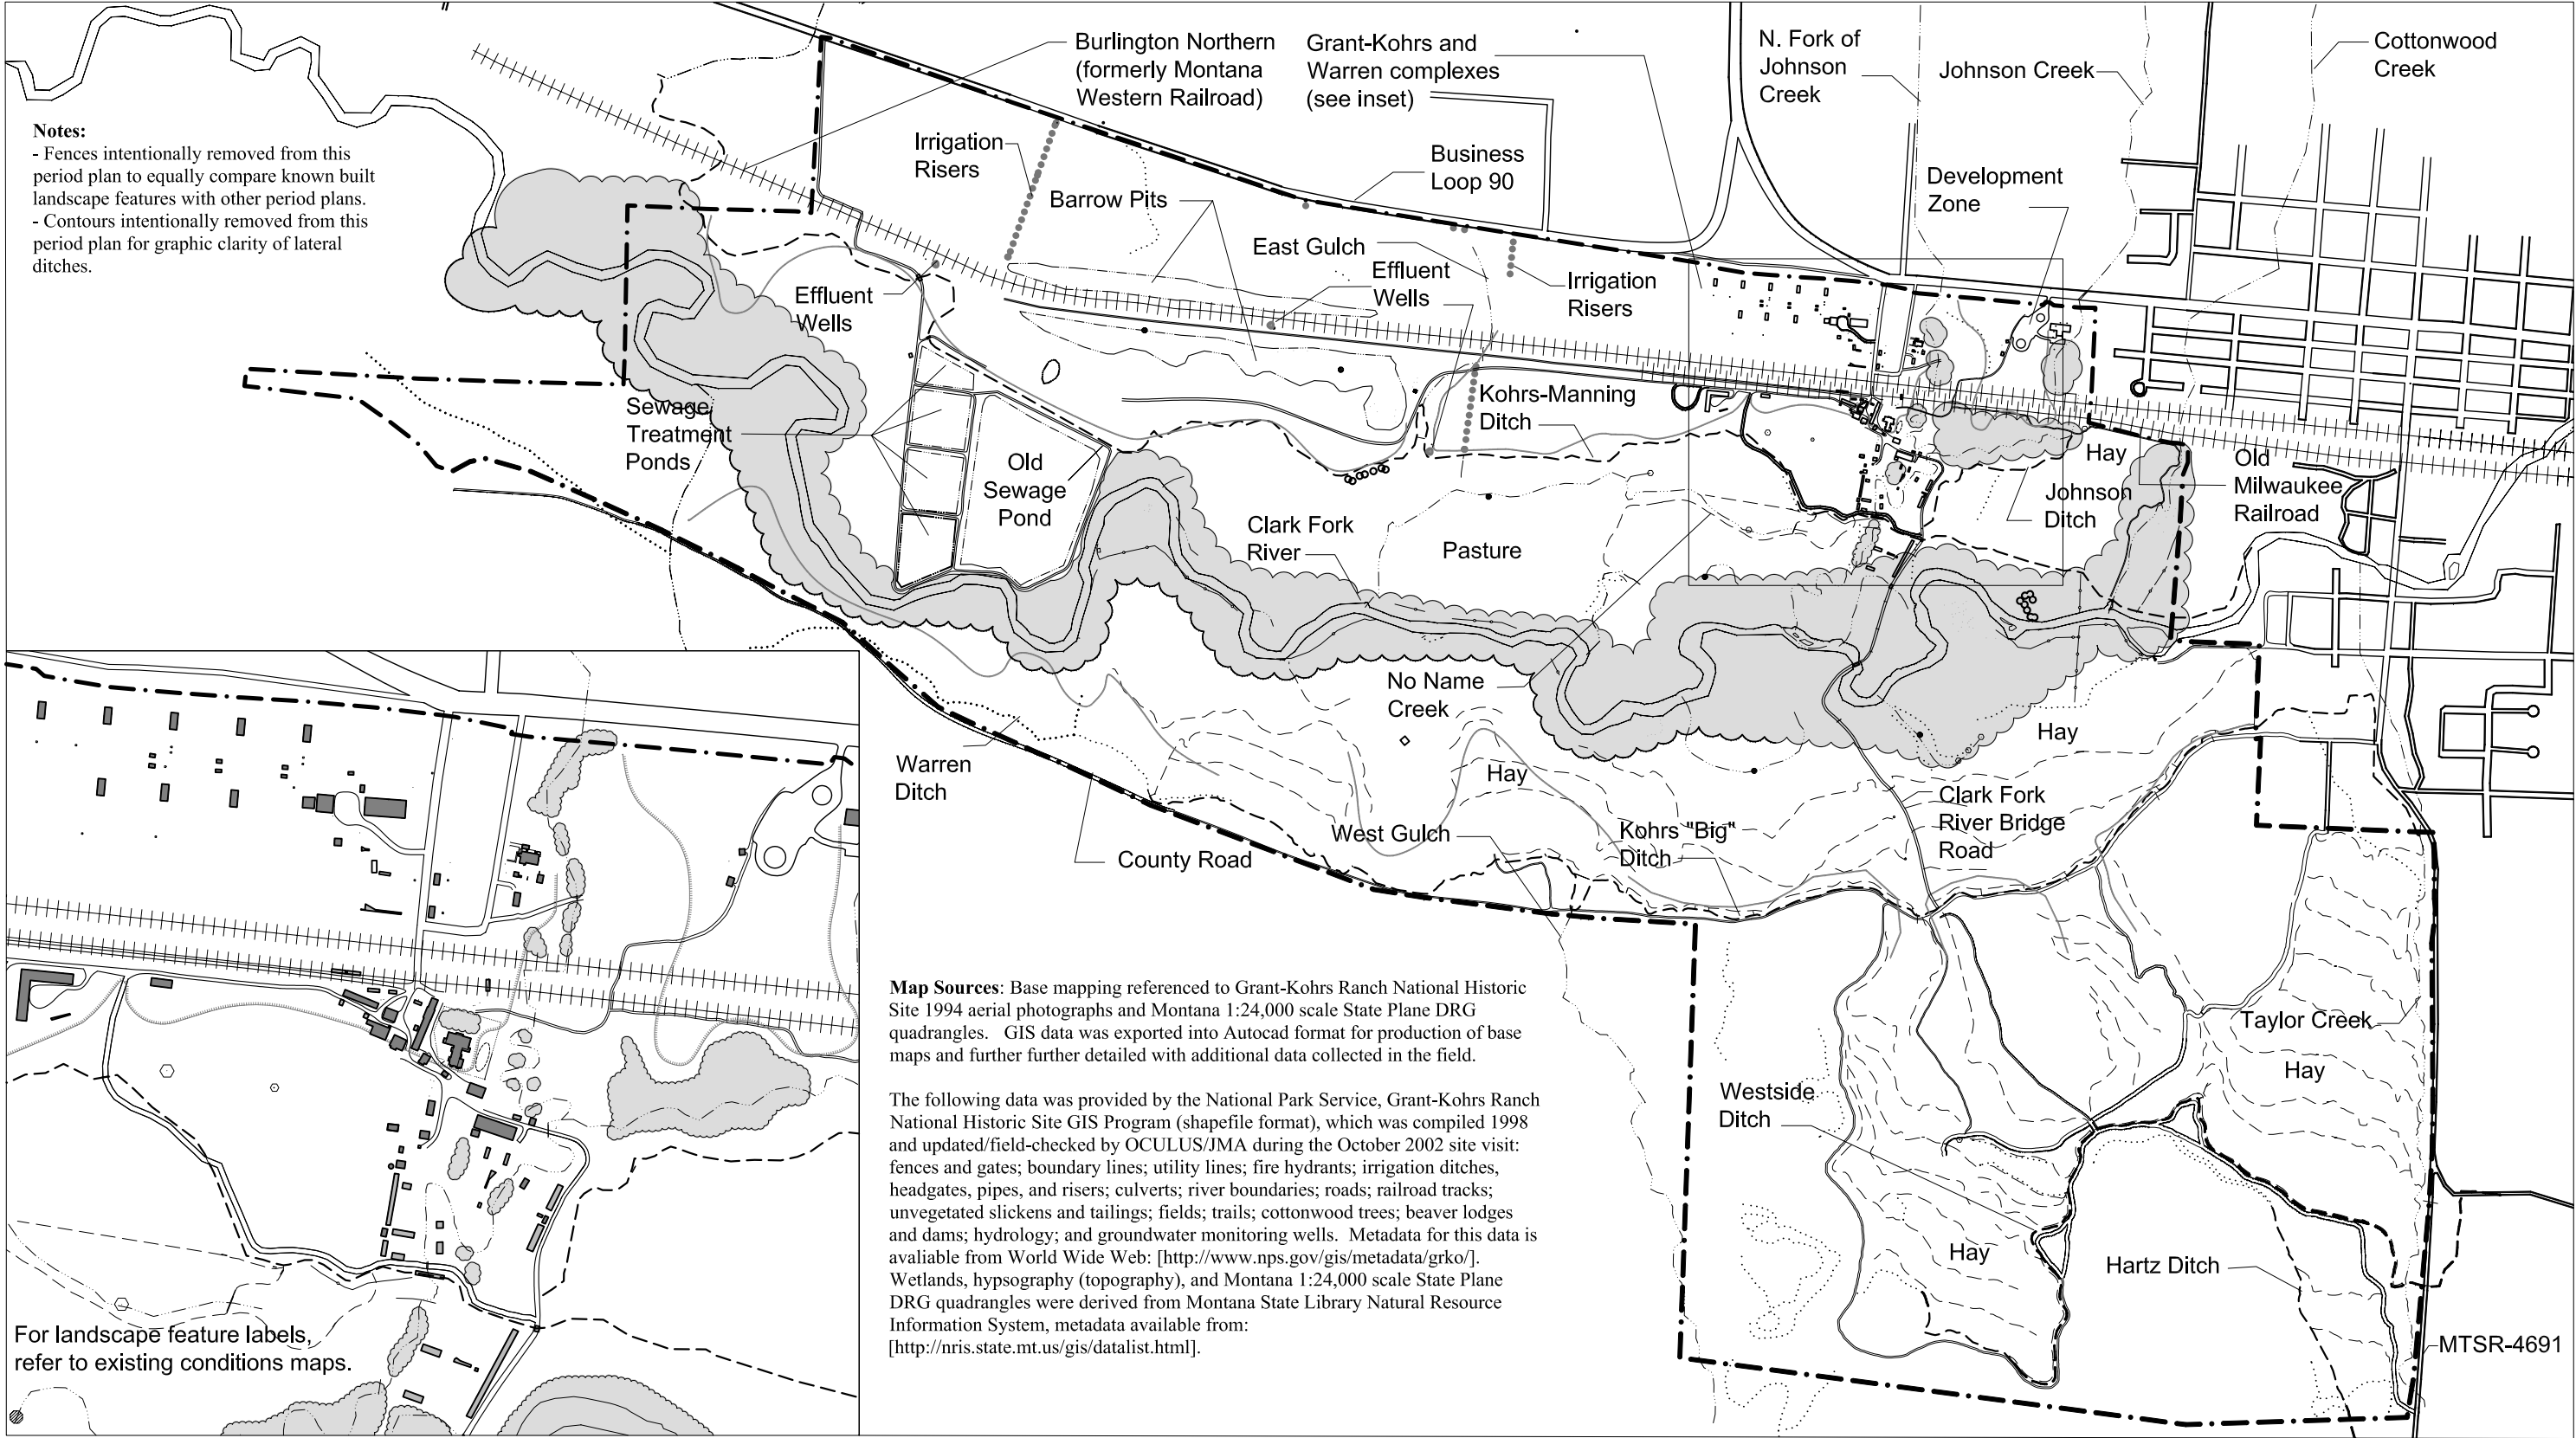 Notes:
- Fences intentionally removed from this
period plan to equally compare known built
landscape features with other period plans.
- Contours intentionally removed from this
period plan for graphic clarity of lateral
ditches.
Burlington Northern
(formerly Montana
Western Railroad)
Grant-Kohrs and
Warren complexes
(see inset)
N. Fork of
Johnson
Creek
Johnson Creek
Cottonwood
Creek
Irrigation
Risers
Barrow Pits
Business
Loop 90
Development
Zone
East Gulch
Effluent
Wells
Irrigation
Risers
Effluent
Wells
Sewage
Treatment
Ponds
Old
Sewage
Pond
Kohrs-Manning
Ditch
Hay
Johnson
Ditch
Old
Milwaukee
Railroad
Clark Fork
River
Pasture
No Name
Creek
Hay
Warren
Ditch
Hay
Clark Fork
River Bridge
Road
County Road
West Gulch
Kohrs "Big"
Ditch
Map Sources: Base mapping referenced to Grant-Kohrs Ranch National Historic
Site 1994 aerial photographs and Montana 1:24,000 scale State Plane DRG
quadrangles. GIS data was exported into Autocad format for production of base
maps and further further detailed with additional data collected in the field.
The following data was provided by the National Park Service, Grant-Kohrs Ranch
National Historic Site GIS Program (shapefile format), which was compiled 1998
and updated/field-checked by OCULUS/JMA during the October 2002 site visit:
fences and gates; boundary lines; utility lines; fire hydrants; irrigation ditches,
headgates, pipes, and risers; culverts; river boundaries; roads; railroad tracks;
unvegetated slickens and tailings; fields; trails; cottonwood trees; beaver lodges
and dams; hydrology; and groundwater monitoring wells. Metadata for this data is
avaliable from World Wide Web: [http://www.nps.gov/gis/metadata/grko/].
Wetlands, hypsography (topography), and Montana 1:24,000 scale State Plane
DRG quadrangles were derived from Montana State Library Natural Resource
Information System, metadata available from:
[http://nris.state.mt.us/gis/datalist.html].
Taylor Creek
Hay
Westside
Ditch
Hay
Hartz Ditch
MTSR-4691
For landscape feature labels,
refer to existing conditions maps.